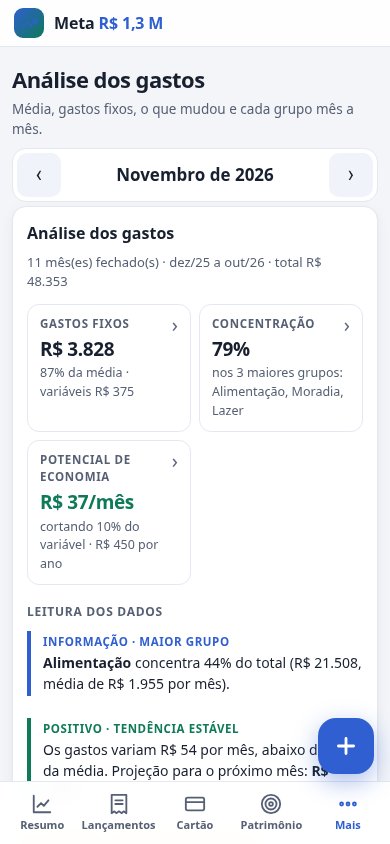 Meta R$ 1,3 M
Análise dos gastos
Média, gastos fixos, o que mudou e cada grupo mês a
mês.
‹ Novembro de 2026 ›
Análise dos gastos
11 mês(es) fechado(s) · dez/25 a out/26 · total R$
48.353
GASTOS FIXOS ›
R$ 3.828
87% da média ·
variáveis R$ 375
CONCENTRAÇÃO ›
79%
nos 3 maiores grupos:
Alimentação, Moradia,
Lazer
POTENCIAL DE ›
ECONOMIA
R$ 37/mês
cortando 10% do
variável · R$ 450 por
ano
LEITURA DOS DADOS
INFORMAÇÃO · MAIOR GRUPO
Alimentação concentra 44% do total (R$ 21.508,
média de R$ 1.955 por mês).
POSITIVO · TENDÊNCIA ESTÁVEL
Os gastos variam R$ 54 por mês, abaixo
da média. Projeção para o próximo mês: R$
+
Resumo
Lançamentos
Cartão
Patrimônio
Mais